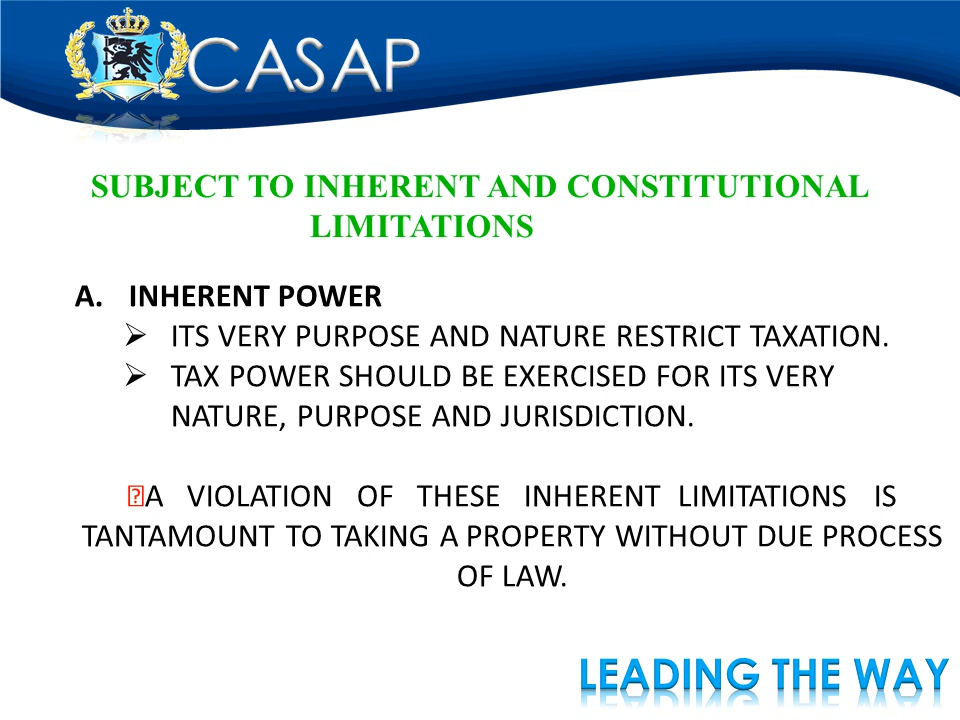 CASAP
SUBJECT TO INHERENT AND CONSTITUTIONAL
LIMITATIONS
A. INHERENT POWER
➢ ITS VERY PURPOSE AND NATURE RESTRICT TAXATION.
➢ TAX POWER SHOULD BE EXERCISED FOR ITS VERY
NATURE, PURPOSE AND JURISDICTION.
⍰A VIOLATION OF THESE INHERENT LIMITATIONS IS
TANTAMOUNT TO TAKING A PROPERTY WITHOUT DUE PROCESS
OF LAW.
LEADING THE WAY